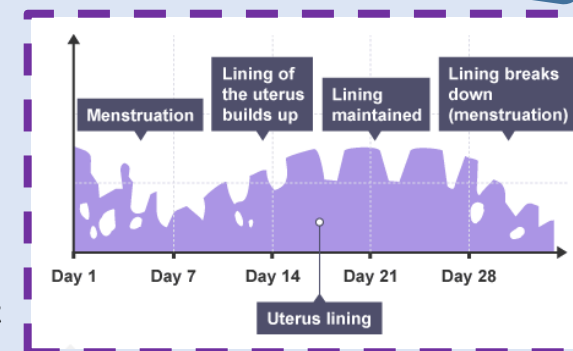 Menstruation
Lining of
the uterus
builds up
Lining
maintained
Lining breaks
down
(menstruation)
Day 1
Day 7
Day 14
Day 21
Day 28
Uterus lining